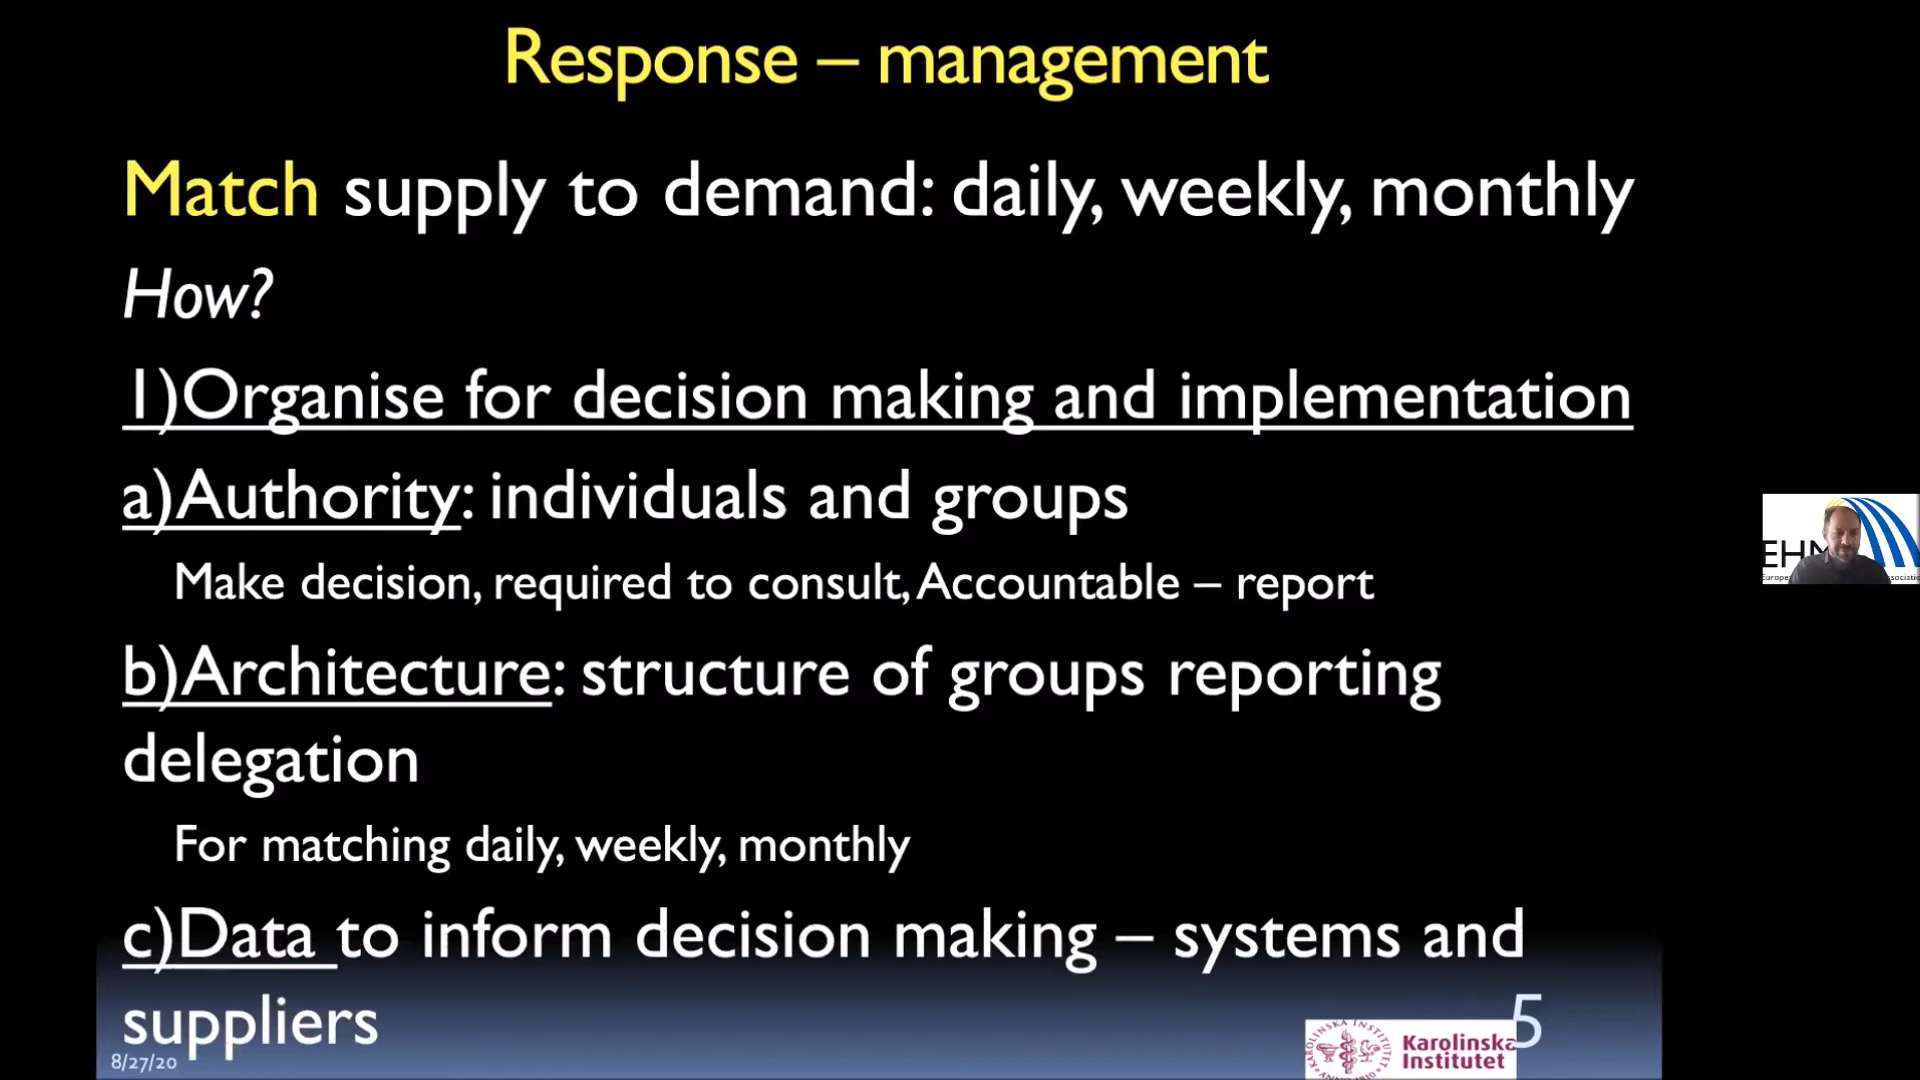 Response – management
Match supply to demand: daily, weekly, monthly
How?
1)Organise for decision making and implementation
a)Authority: individuals and groups
Make decision, required to consult, Accountable – report
b)Architecture: structure of groups reporting
delegation
For matching daily, weekly, monthly
c)Data to inform decision making – systems and
suppliers
8/27/20
Karolinska
Institutet
5
EHM